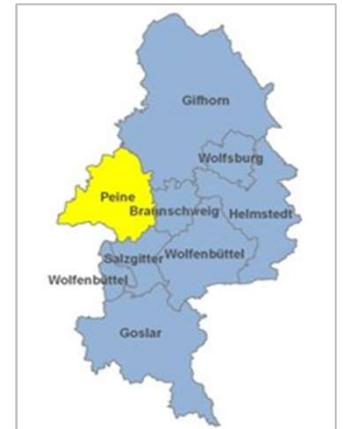 Gifhorn
Wolfsburg
Peine
Braunschweig
Helmstedt
Salzgitter
Wolfenbüttel
Wolfenbüttel
Goslar